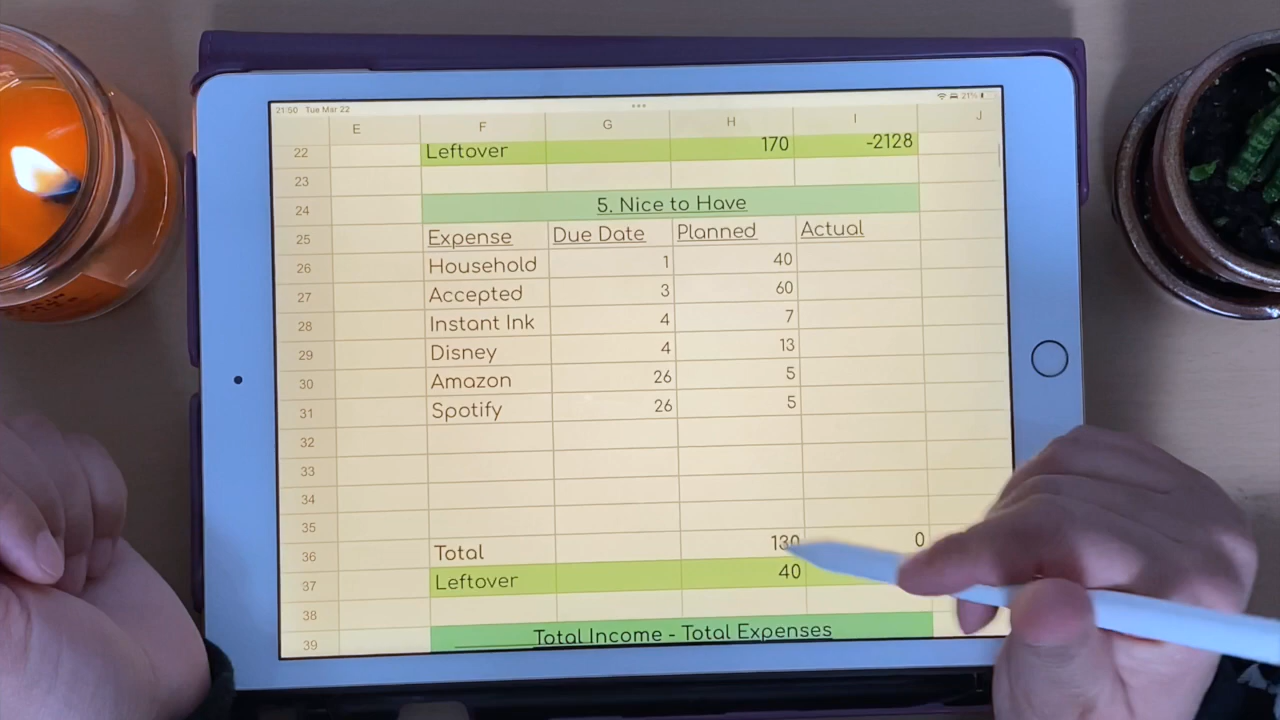 21:50 Tue Mar 22 21%
E F G H I J
22 Leftover 170 -2128
23
24 5. Nice to Have
25 Expense Due Date Planned Actual
26 Household 1 40
27 Accepted 3 60
28 Instant Ink 4 7
29 Disney 4 13
30 Amazon 26 5
31 Spotify 26 5
32
33
34
35
36 Total 130 0
37 Leftover 40
38
39 Total Income - Total Expenses